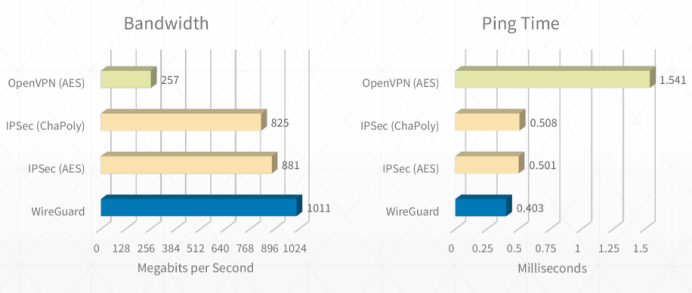 Bandwidth
OpenVPN (AES)
257
IPSec (ChaPoly)
825
IPSec (AES)
881
WireGuard
1011
0 128 256 384 512 640 768 896 1024
Megabits per Second
Ping Time
OpenVPN (AES)
1.541
IPSec (ChaPoly)
0.508
IPSec (AES)
0.501
WireGuard
0.403
0 0.25 0.5 0.75 1 1.25 1.5
Milliseconds